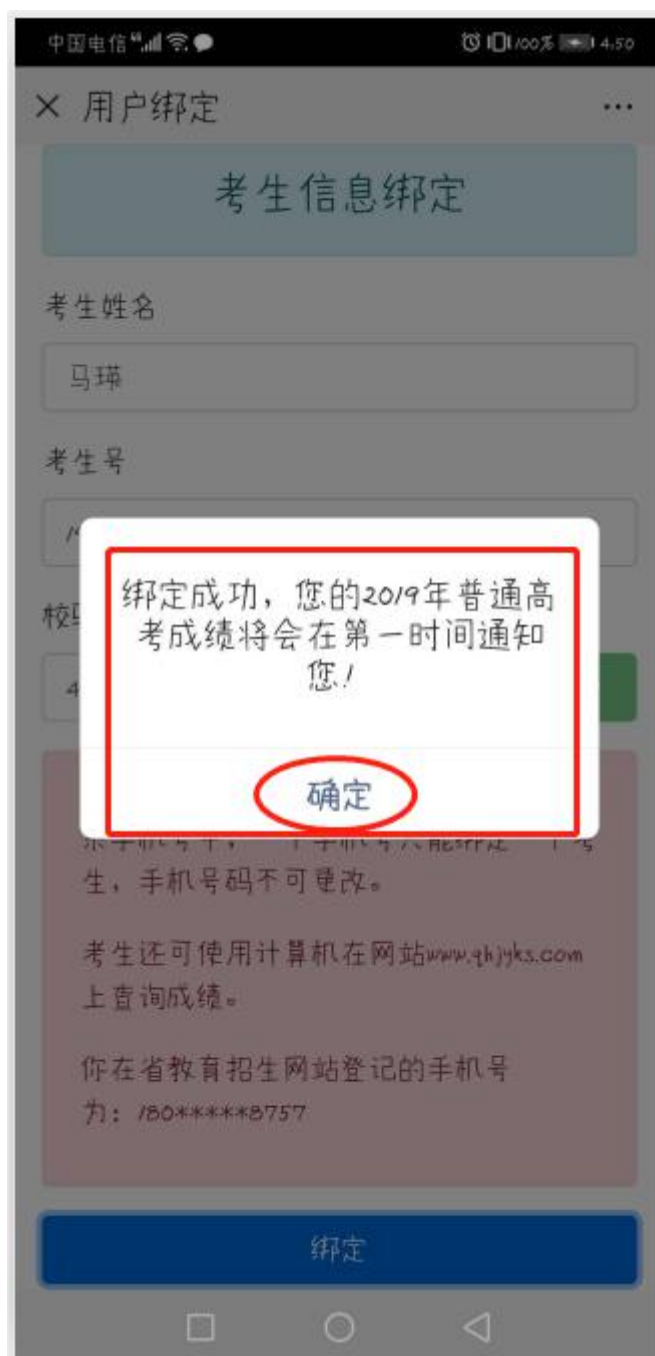 中国电信 100% 4:50
用户绑定
考生信息绑定
考生姓名
马瑛
考生号
绑定成功，您的2019年普通高
考成绩将会在第一时间通知
您！
确定
生，手机号码不可更改。
考生还可使用计算机在网站www.qhjyks.com
上查询成绩。
你在省教育招生网站登记的手机号
为：180*****8757
绑定